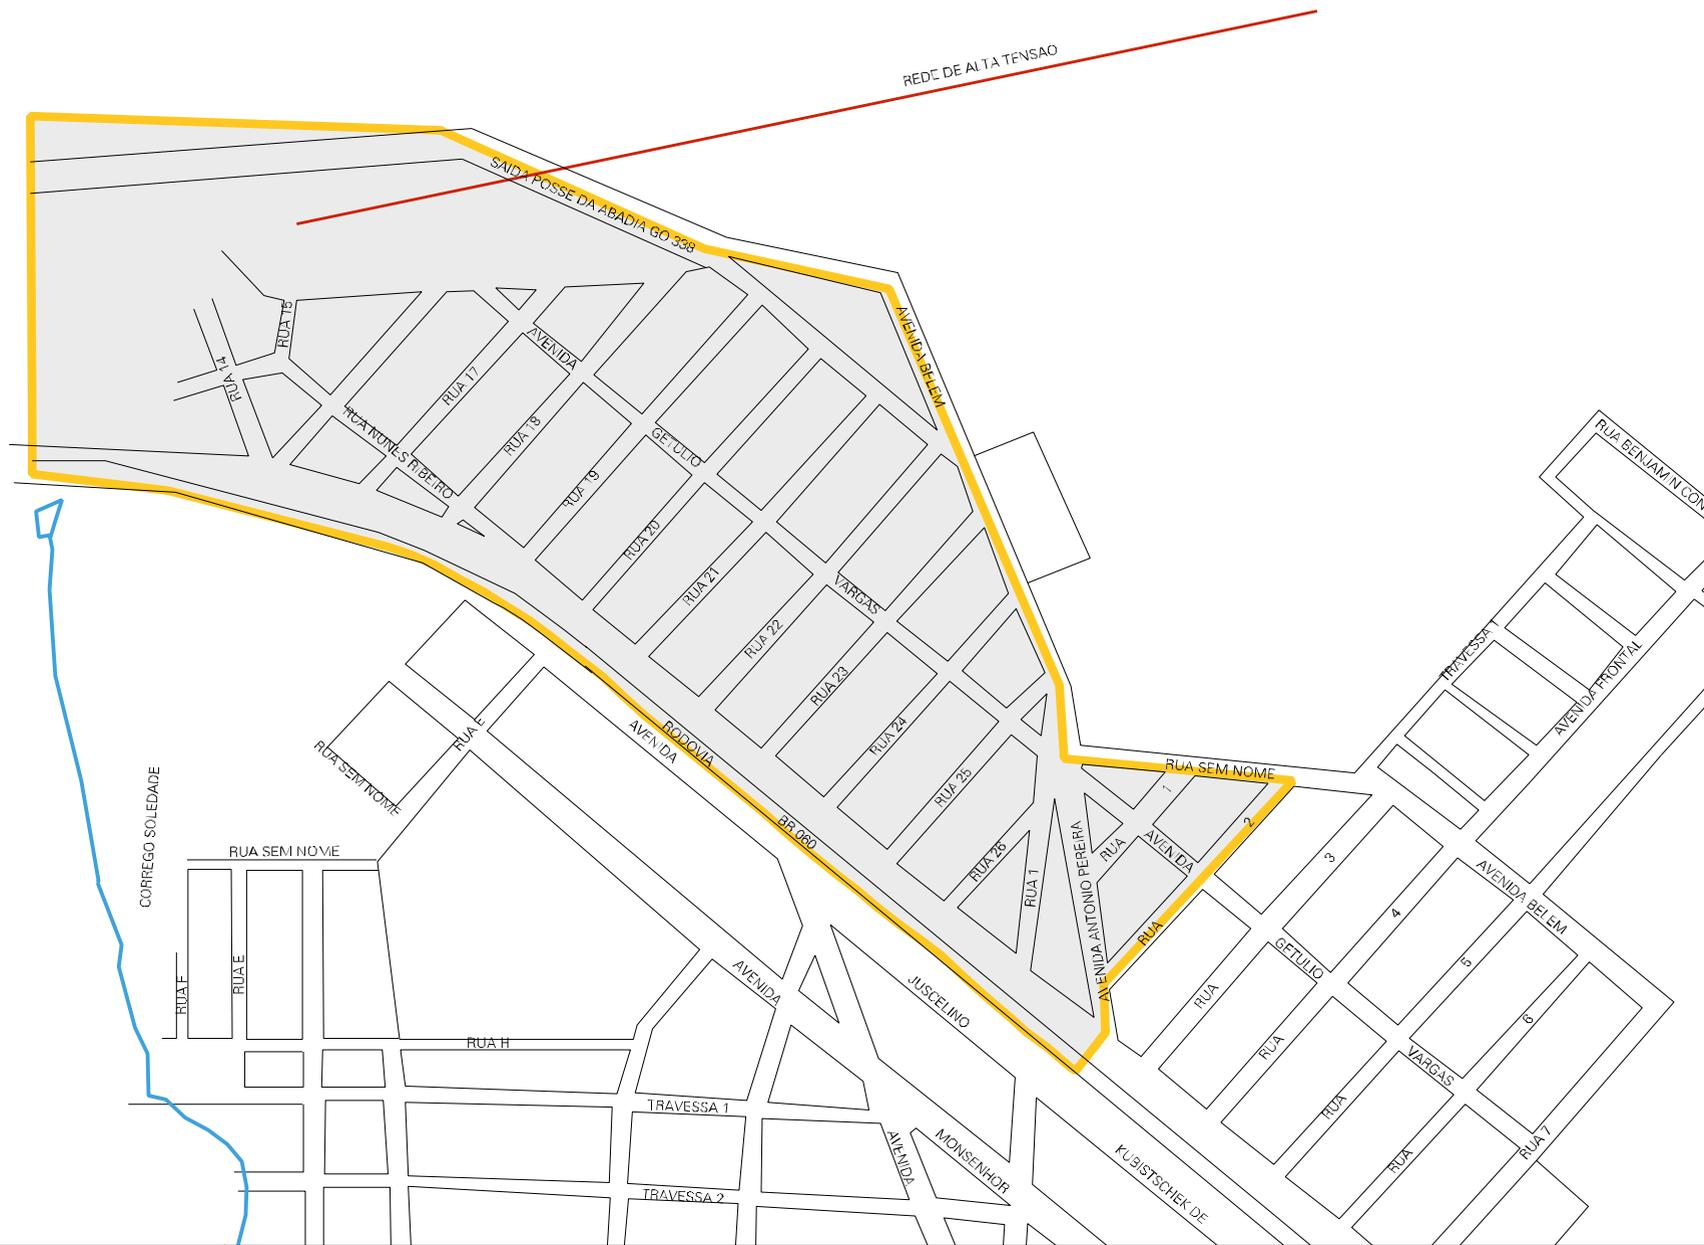 REDE DE ALTA TENSAO
SAIDA POSSE DA ABADIA GO 338
AVENIDA BELEM
RUA 15
RUA 14
AVENIDA
RUA 17
RUA NUNES RIBEIRO
RUA 18
GETULIO
RUA 19
RUA 20
RUA 21
VARGAS
RUA 22
RUA 23
RUA 24
RUA 25
RUA 26
RUA 1
AVENIDA ANTONIO PEREIRA
RUA SEM NOME
1
2
RUA
AVENIDA
RUA
RODOVIA
BR 060
AVENIDA
RUA E
RUA SEM NOME
CORREGO SOLEDADE
RUA SEM NOME
RUA F
RUA E
RUA H
AVENIDA
JUSCELINO
TRAVESSA 1
TRAVESSA 2
AVENIDA
MONSENHOR
KUBISTSCHEK DE
RUA BENJAMIN CON
TRAVESSA 1
AVENIDA FRONTAL
AVENIDA BELEM
3
4
5
6
GETULIO
VARGAS
RUA
RUA
RUA
RUA
RUA 7